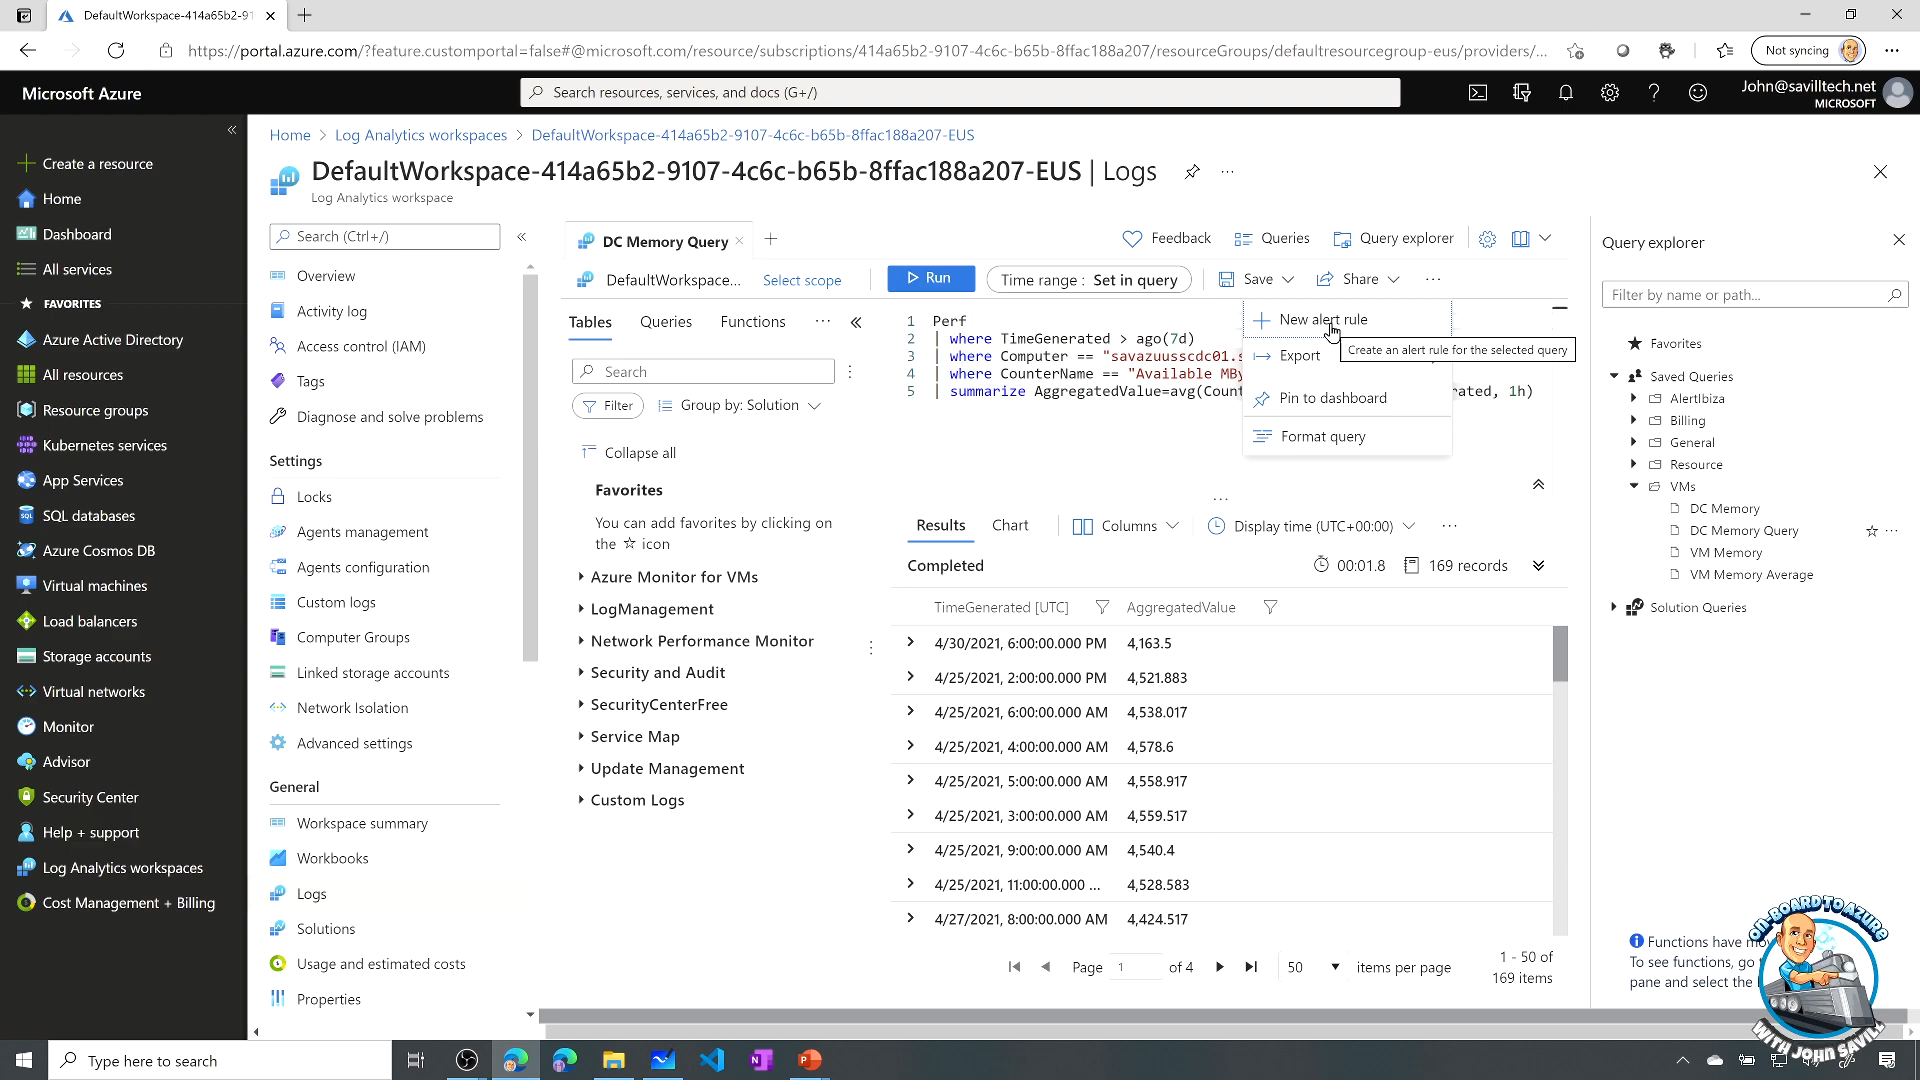 DefaultWorkspace-414a65b2-91
https://portal.azure.com/?feature.customportal=false#@microsoft.com/resource/subscriptions/414a65b2-9107-4c6c-b65b-8ffac188a207/resourceGroups/defaultresourcegroup-eus/providers/...
Not syncing
Microsoft Azure
Search resources, services, and docs (G+/)
John@savilltech.net
MICROSOFT
Create a resource
Home
Dashboard
All services
FAVORITES
Azure Active Directory
All resources
Resource groups
Kubernetes services
App Services
SQL databases
Azure Cosmos DB
Virtual machines
Load balancers
Storage accounts
Virtual networks
Monitor
Advisor
Security Center
Help + support
Log Analytics workspaces
Cost Management + Billing
Home > Log Analytics workspaces > DefaultWorkspace-414a65b2-9107-4c6c-b65b-8ffac188a207-EUS
DefaultWorkspace-414a65b2-9107-4c6c-b65b-8ffac188a207-EUS | Logs
Log Analytics workspace
Search (Ctrl+/)
Overview
Activity log
Access control (IAM)
Tags
Diagnose and solve problems
Settings
Locks
Agents management
Agents configuration
Custom logs
Computer Groups
Linked storage accounts
Network Isolation
Advanced settings
General
Workspace summary
Workbooks
Logs
Solutions
Usage and estimated costs
Properties
DC Memory Query
Feedback
Queries
Query explorer
DefaultWorkspace...
Select scope
Run
Time range : Set in query
Save
Share
Tables
Queries
Functions
Search
Filter
Group by: Solution
Collapse all
Favorites
You can add favorites by clicking on
the ☆ icon
Azure Monitor for VMs
LogManagement
Network Performance Monitor
Security and Audit
SecurityCenterFree
Service Map
Update Management
Custom Logs
1 Perf
2 | where TimeGenerated > ago(7d)
3 | where Computer == "savazuusscdc01.s
4 | where CounterName == "Available MBy
5 | summarize AggregatedValue=avg(Count
ated, 1h)
New alert rule
Create an alert rule for the selected query
Export
Pin to dashboard
Format query
Results
Chart
Columns
Display time (UTC+00:00)
Completed
00:01.8
169 records
TimeGenerated [UTC] AggregatedValue
4/30/2021, 6:00:00.000 PM 4,163.5
4/25/2021, 2:00:00.000 PM 4,521.883
4/25/2021, 6:00:00.000 AM 4,538.017
4/25/2021, 4:00:00.000 AM 4,578.6
4/25/2021, 5:00:00.000 AM 4,558.917
4/25/2021, 3:00:00.000 AM 4,559.517
4/25/2021, 9:00:00.000 AM 4,540.4
4/25/2021, 11:00:00.000 ... 4,528.583
4/27/2021, 8:00:00.000 AM 4,424.517
Page 1 of 4
50 items per page
1 - 50 of
169 items
Query explorer
Filter by name or path...
Favorites
Saved Queries
AlertIbiza
Billing
General
Resource
VMs
DC Memory
DC Memory Query
VM Memory
VM Memory Average
Solution Queries
Functions have mov
To see functions, go
pane and select the
ON-BOARD TO AZURE
WITH JOHN SAVILL
Type here to search